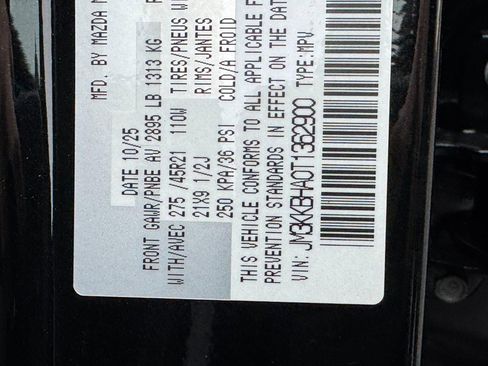 MFD. BY MAZDA M
DATE 10/25
FRONT GAWR/PNBE AV 2895 LB 1313 KG
WITH/AVEC 275 /45R21 110W TIRES/PNEUS W
21X9 1/2J RIMS/JANTES
250 KPA/36 PSI COLD/A FROID
THIS VEHICLE CONFORMS TO ALL APPLICABLE F
PREVENTION STANDARDS IN EFFECT ON THE DAT
VIN: JM3KKBHA0T1362900 TYPE: MPV.